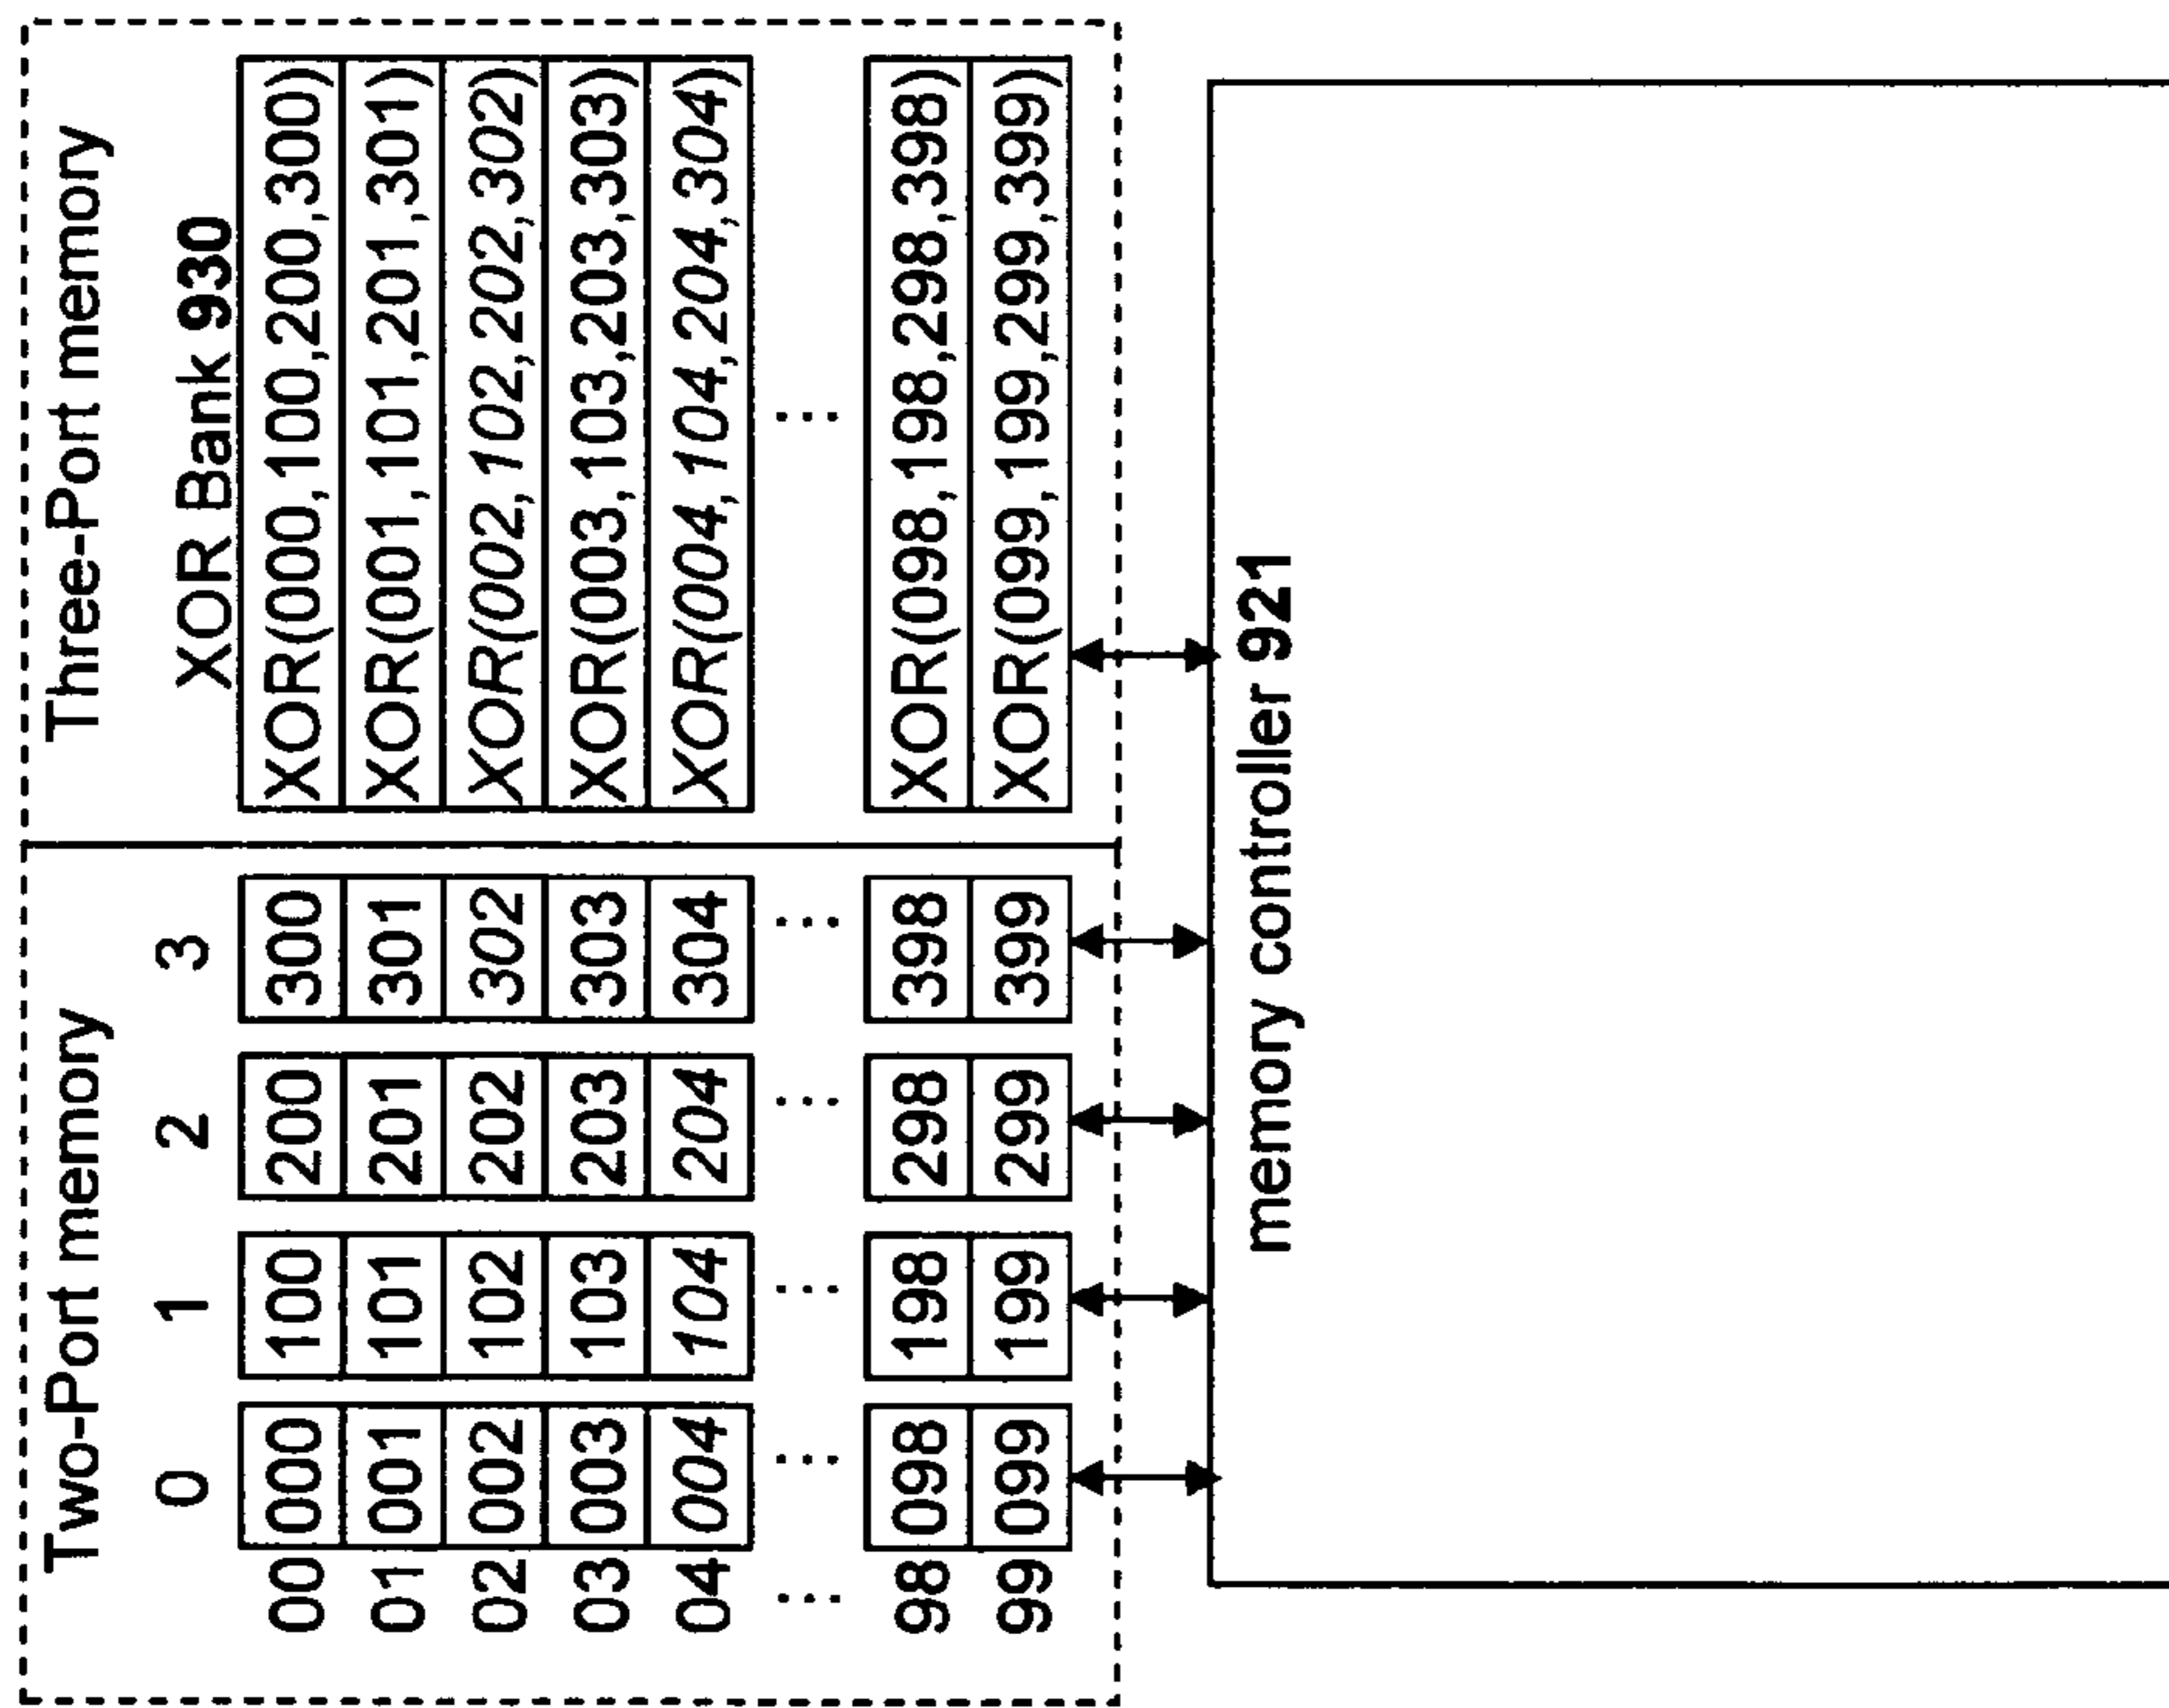 Two-Port memory Three-Port memory
0 1 2 3 XOR Bank 930
00 000 100 200 300 XOR(000,100,200,300)
01 001 101 201 301 XOR(001,101,201,301)
02 002 102 202 302 XOR(002,102,202,302)
03 003 103 203 303 XOR(003,103,203,303)
04 004 104 204 304 XOR(004,104,204,304)
... ... ... ... ... ...
98 098 198 298 398 XOR(098,198,298,398)
99 099 199 299 399 XOR(099,199,299,399)
memory controller 921